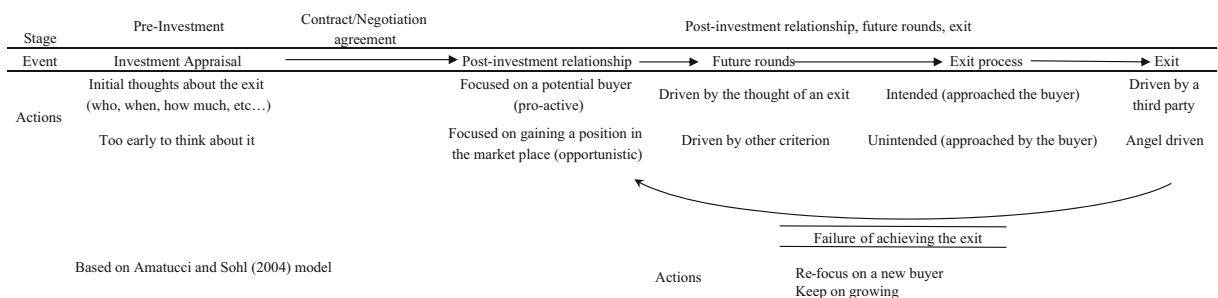 Stage Pre-Investment Contract/Negotiation agreement Post-investment relationship, future rounds, exit
Event Investment Appraisal Post-investment relationship Future rounds Exit process Exit
Actions
Initial thoughts about the exit
(who, when, how much, etc…)
Too early to think about it
Focused on a potential buyer
(pro-active)
Focused on gaining a position in
the market place (opportunistic)
Driven by the thought of an exit
Driven by other criterion
Intended (approached the buyer)
Unintended (approached by the buyer)
Driven by a
third party
Angel driven
Failure of achieving the exit
Based on Amatucci and Sohl (2004) model
Actions
Re-focus on a new buyer
Keep on growing